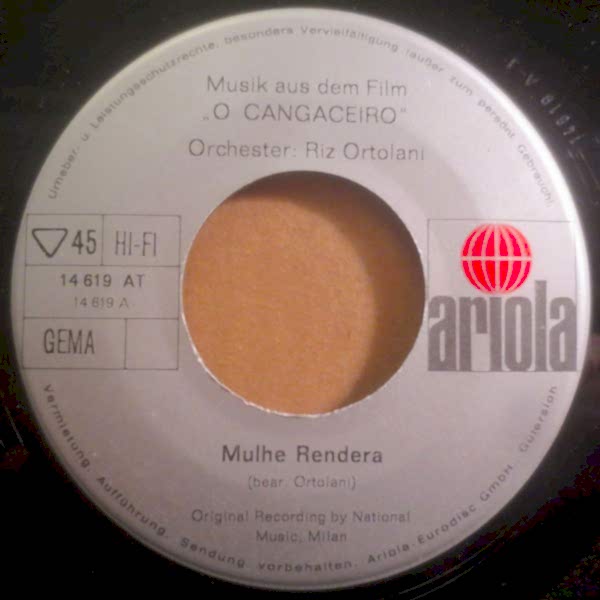 Urheber- u. Leistungsschutzrechte, besonders Vervielfältigung (außer zum persönl. Gebrauch)
Musik aus dem Film
„O CANGACEIRO“
Orchester: Riz Ortolani
45 HI-FI
14 619 AT
14 619 A
GEMA
ariola
Mulhe Rendera
(bear. Ortolani)
Original Recording by National
Music, Milan
Vermietung, Aufführung, Sendung vorbehalten. Ariola-Eurodisc GmbH. Gütersloh